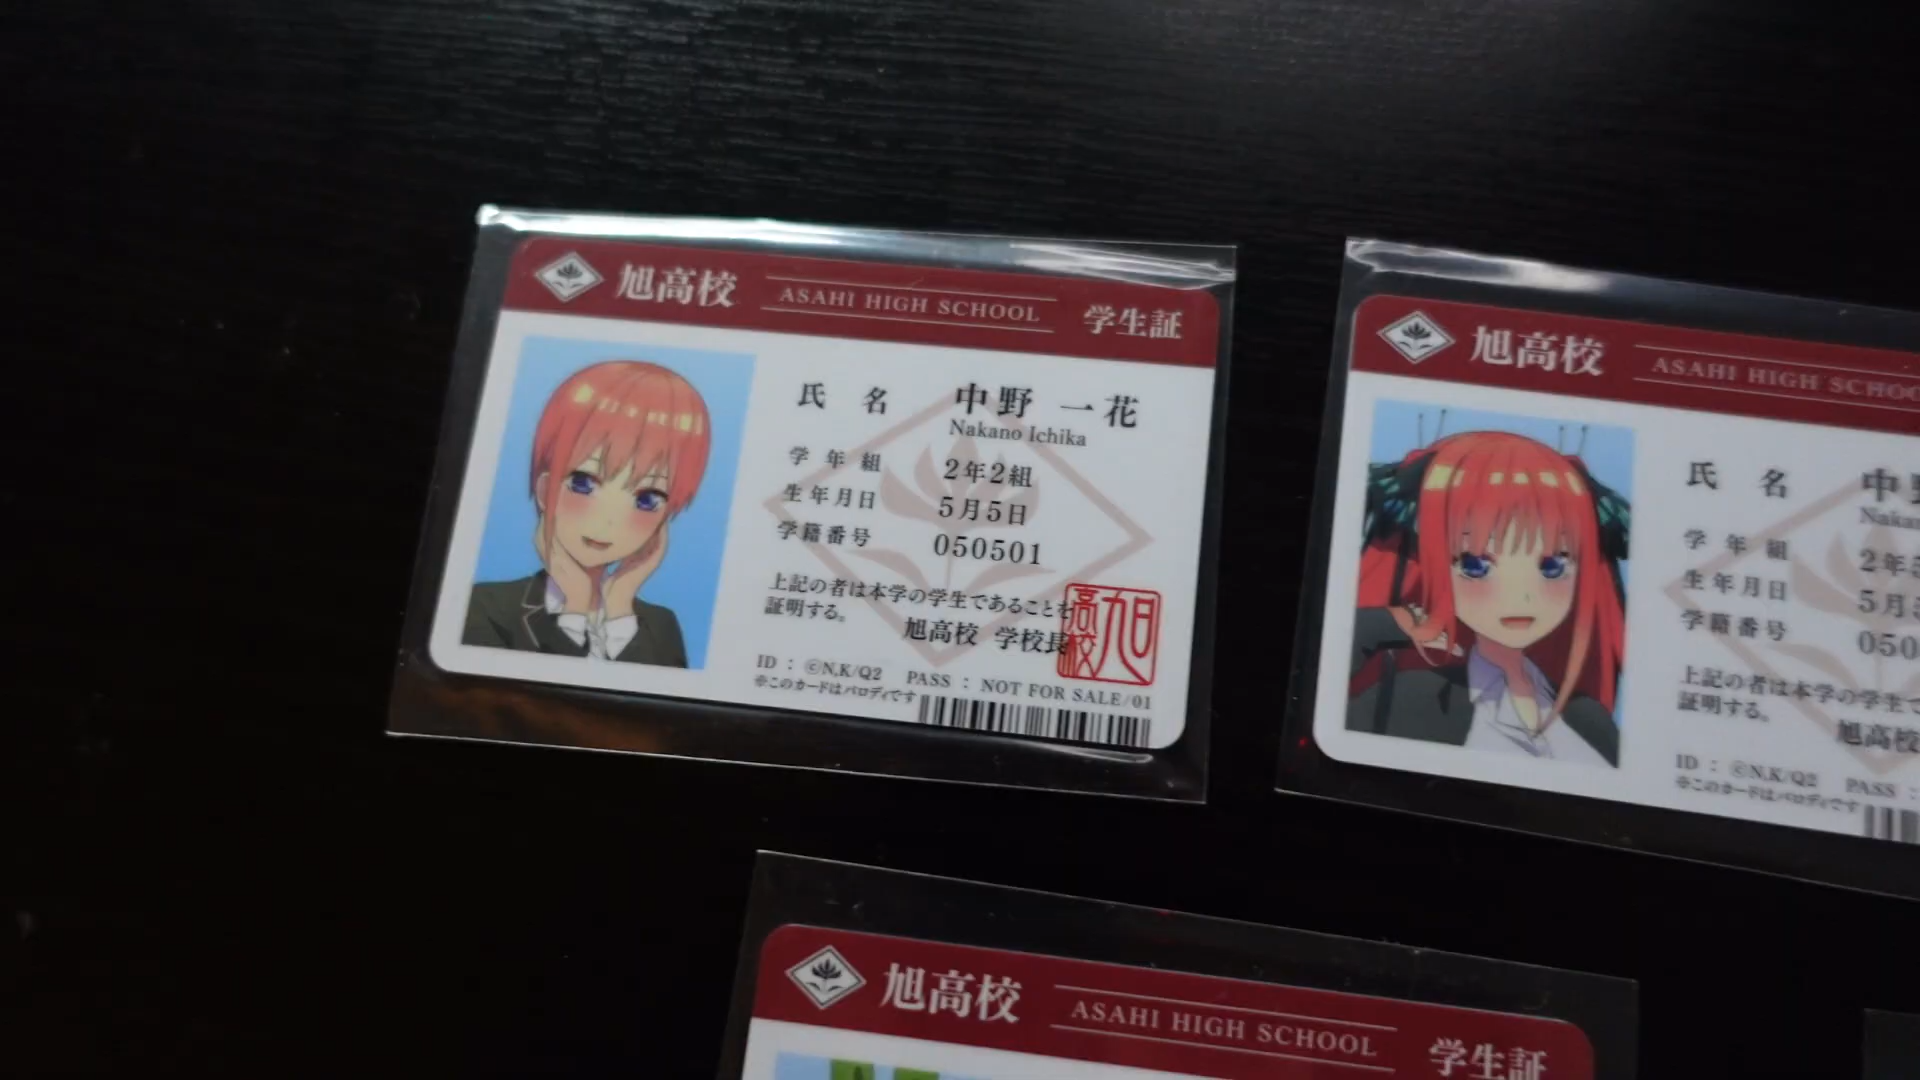 旭高校 ASAHI HIGH SCHOOL 学生証
氏 名 中野 一花
Nakano Ichika
学 年 組 2年2組
生年月日 5月5日
学籍番号 050501
上記の者は本学の学生であることを
証明する。
旭高校 学校長
旭高校
ID : ©N,K/Q2 PASS : NOT FOR SALE/01
※このカードはパロディです
旭高校 ASAHI HIGH SCHOO
氏 名 中
Nakan
学 年 組 2年
生年月日 5月
学籍番号 050
上記の者は本学の学生で
証明する。
旭高校
ID : ©N,K/Q2 PASS :
※このカードはパロディです
旭高校 ASAHI HIGH SCHOOL 学生証